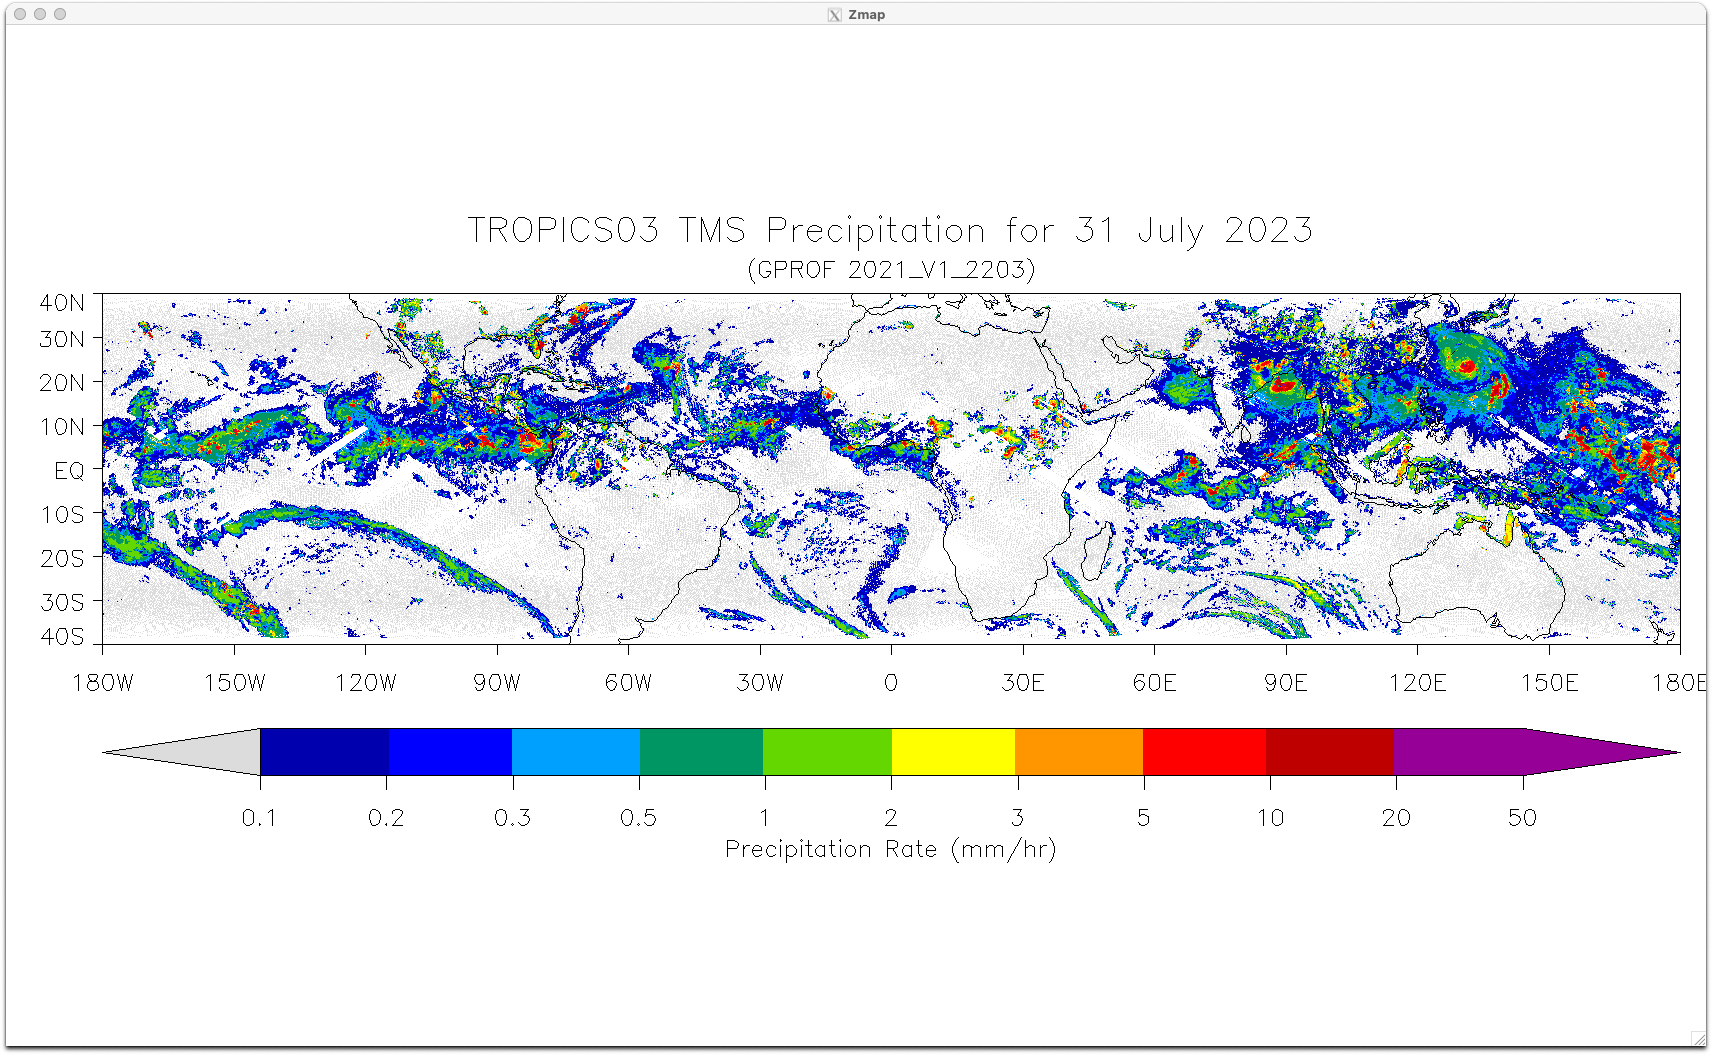 Zmap
TROPICS03 TMS Precipitation for 31 July 2023
(GPROF 2021_V1_2203)
40N
30N
20N
10N
EQ
10S
20S
30S
40S
180W 150W 120W 90W 60W 30W 0 30E 60E 90E 120E 150E 180E
0.1 0.2 0.3 0.5 1 2 3 5 10 20 50
Precipitation Rate (mm/hr)